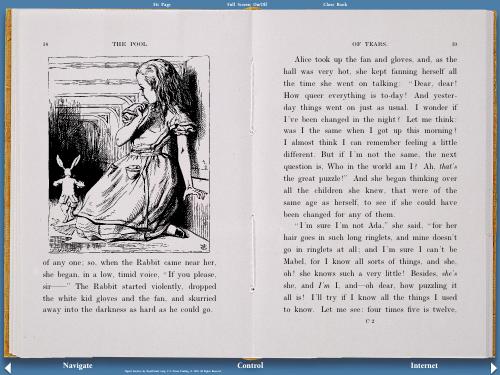 Fit Page Full Screen On/Off Close Book
18 THE POOL
of any one; so, when the Rabbit came near her,
she began, in a low, timid voice, “If you please,
sir——” The Rabbit started violently, dropped
the white kid gloves and the fan, and skurried
away into the darkness as hard as he could go.
OF TEARS. 19
Alice took up the fan and gloves, and, as the
hall was very hot, she kept fanning herself all
the time she went on talking: “Dear, dear!
How queer everything is to-day! And yester-
day things went on just as usual. I wonder if
I've been changed in the night? Let me think:
was I the same when I got up this morning?
I almost think I can remember feeling a little
different. But if I'm not the same, the next
question is, Who in the world am I? Ah, that's
the great puzzle!” And she began thinking over
all the children she knew, that were of the
same age as herself, to see if she could have
been changed for any of them.
“I'm sure I'm not Ada,” she said, “for her
hair goes in such long ringlets, and mine doesn't
go in ringlets at all; and I'm sure I can't be
Mabel, for I know all sorts of things, and she,
oh! she knows such a very little! Besides, she's
she, and I'm I, and—oh dear, how puzzling it
all is! I'll try if I know all the things I used
to know. Let me see: four times five is twelve,
C 2
Navigate Control Internet